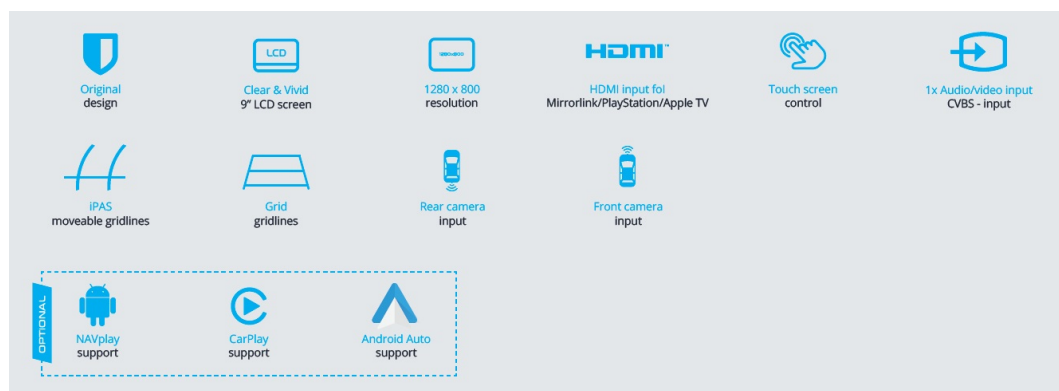 LCD
1280x800
HDMI™
Original
design
Clear & Vivid
9" LCD screen
1280 x 800
resolution
HDMI input fol
Mirrorlink/PlayStation/Apple TV
Touch screen
control
1x Audio/video input
CVBS - input
iPAS
moveable gridlines
Grid
gridlines
Rear camera
input
Front camera
input
OPTIONAL
NAVplay
support
CarPlay
support
Android Auto
support